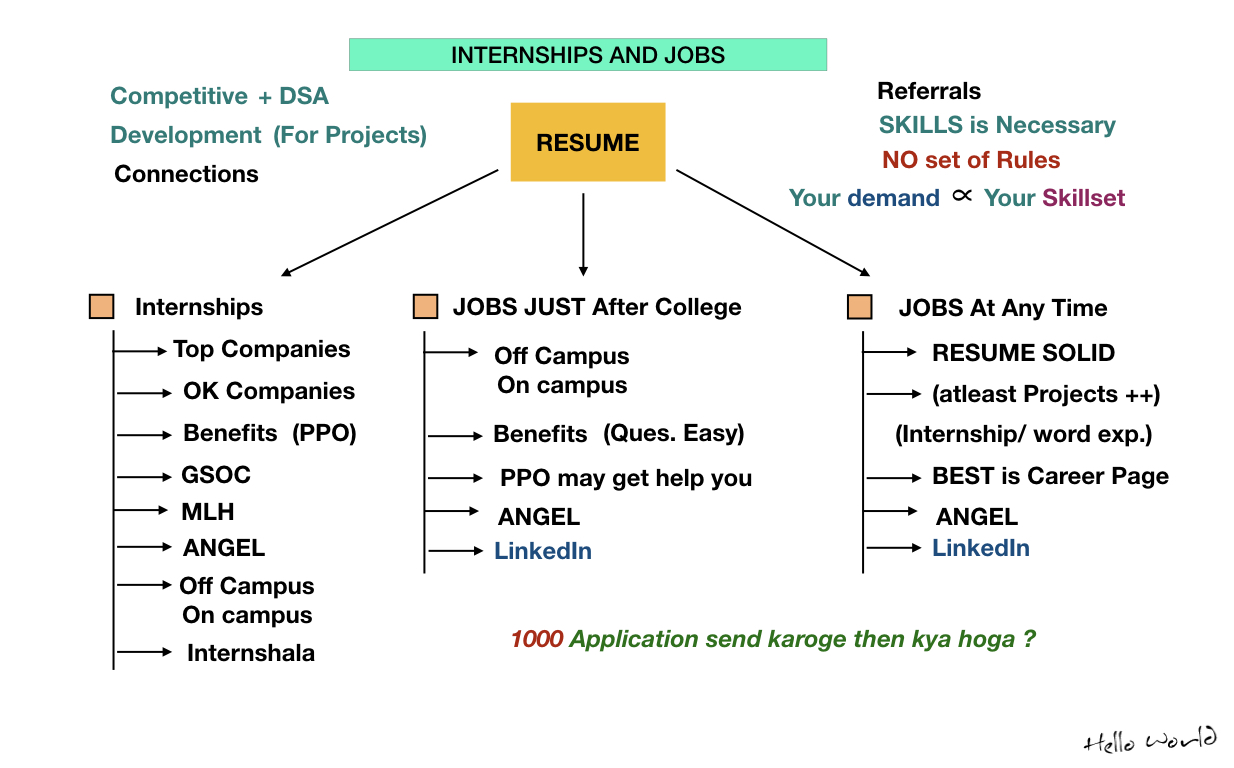 INTERNSHIPS AND JOBS
Competitive + DSA
Development (For Projects)
Connections
RESUME
Referrals
SKILLS is Necessary
NO set of Rules
Your demand ∝ Your Skillset
Internships
Top Companies
OK Companies
Benefits (PPO)
GSOC
MLH
ANGEL
Off Campus
On campus
Internshala
JOBS JUST After College
Off Campus
On campus
Benefits (Ques. Easy)
PPO may get help you
ANGEL
LinkedIn
JOBS At Any Time
RESUME SOLID
(atleast Projects ++)
(Internship/ word exp.)
BEST is Career Page
ANGEL
LinkedIn
1000 Application send karoge then kya hoga ?
Hello World